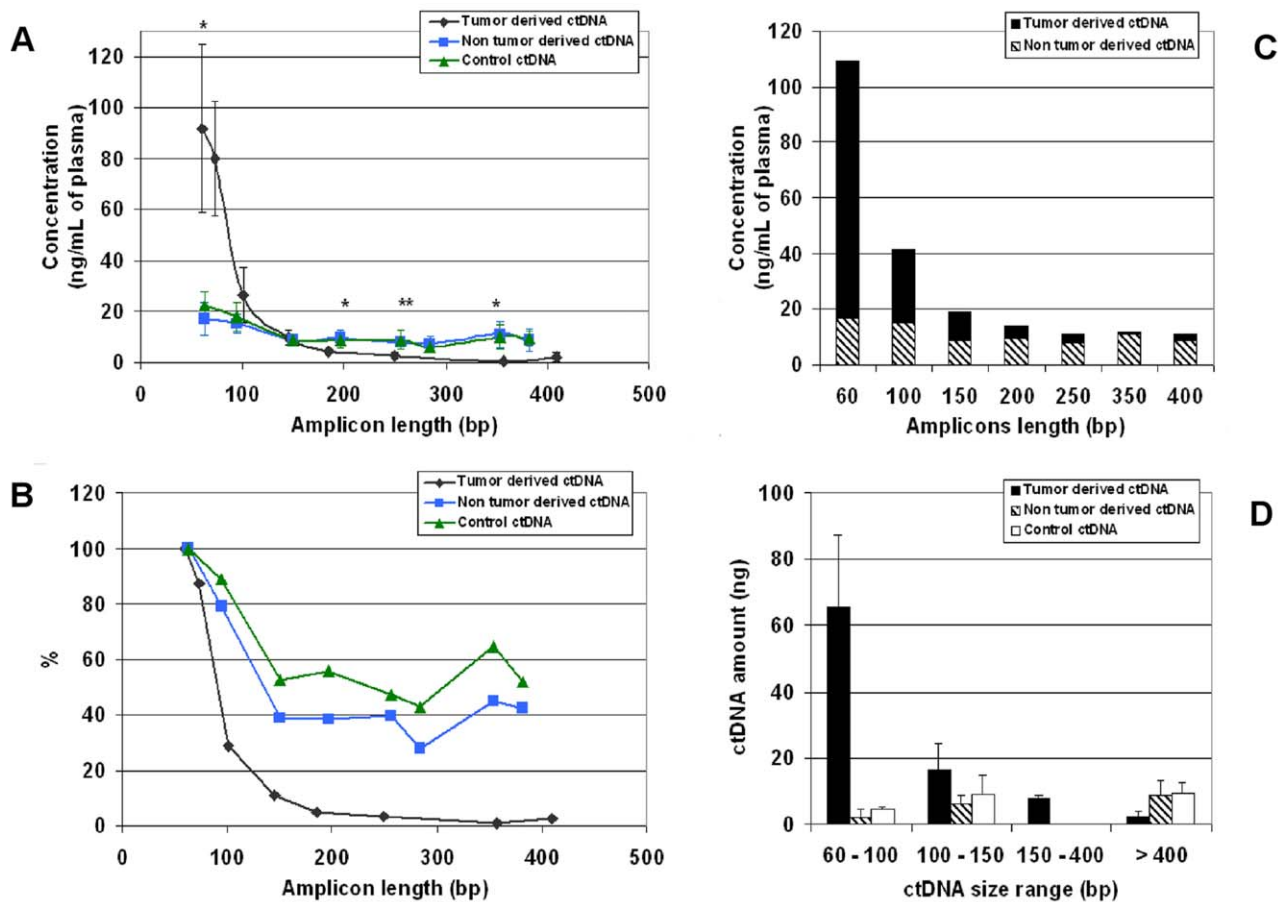 A
*
Tumor derived ctDNA
Non tumor derived ctDNA
Control ctDNA
120
100
80
60
40
20
0
Concentration
(ng/mL of plasma)
* ** *
0 100 200 300 400 500
Amplicon length (bp)
C
Tumor derived ctDNA
Non tumor derived ctDNA
120
100
80
60
40
20
0
Concentration
(ng/mL of plasma)
60 100 150 200 250 350 400
Amplicons length (bp)
B
Tumor derived ctDNA
Non tumor derived ctDNA
Control ctDNA
120
100
80
60
40
20
0
%
0 100 200 300 400 500
Amplicon length (bp)
D
Tumor derived ctDNA
Non tumor derived ctDNA
Control ctDNA
100
80
60
40
20
0
ctDNA amount (ng)
60 - 100 100 - 150 150 - 400 > 400
ctDNA size range (bp)